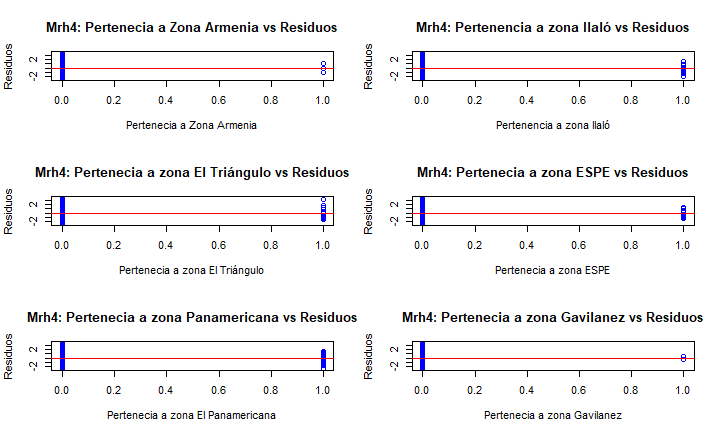 Mrh4: Pertenecia a Zona Armenia vs Residuos
Residuos
2
-2
0.0 0.2 0.4 0.6 0.8 1.0
Pertenecia a Zona Armenia
Mrh4: Pertenencia a zona Ilaló vs Residuos
Residuos
2
-2
0.0 0.2 0.4 0.6 0.8 1.0
Pertenencia a zona Ilaló
Mrh4: Pertenecia a zona El Triángulo vs Residuos
Residuos
2
-2
0.0 0.2 0.4 0.6 0.8 1.0
Pertenecia a zona El Triángulo
Mrh4: Pertenecia a zona ESPE vs Residuos
Residuos
2
-2
0.0 0.2 0.4 0.6 0.8 1.0
Pertenecia a zona ESPE
Mrh4: Pertenecia a zona Panamericana vs Residuos
Residuos
2
-2
0.0 0.2 0.4 0.6 0.8 1.0
Pertenecia a zona El Panamericana
Mrh4: Pertenecia a zona Gavilanez vs Residuos
Residuos
2
-2
0.0 0.2 0.4 0.6 0.8 1.0
Pertenecia a zona Gavilanez